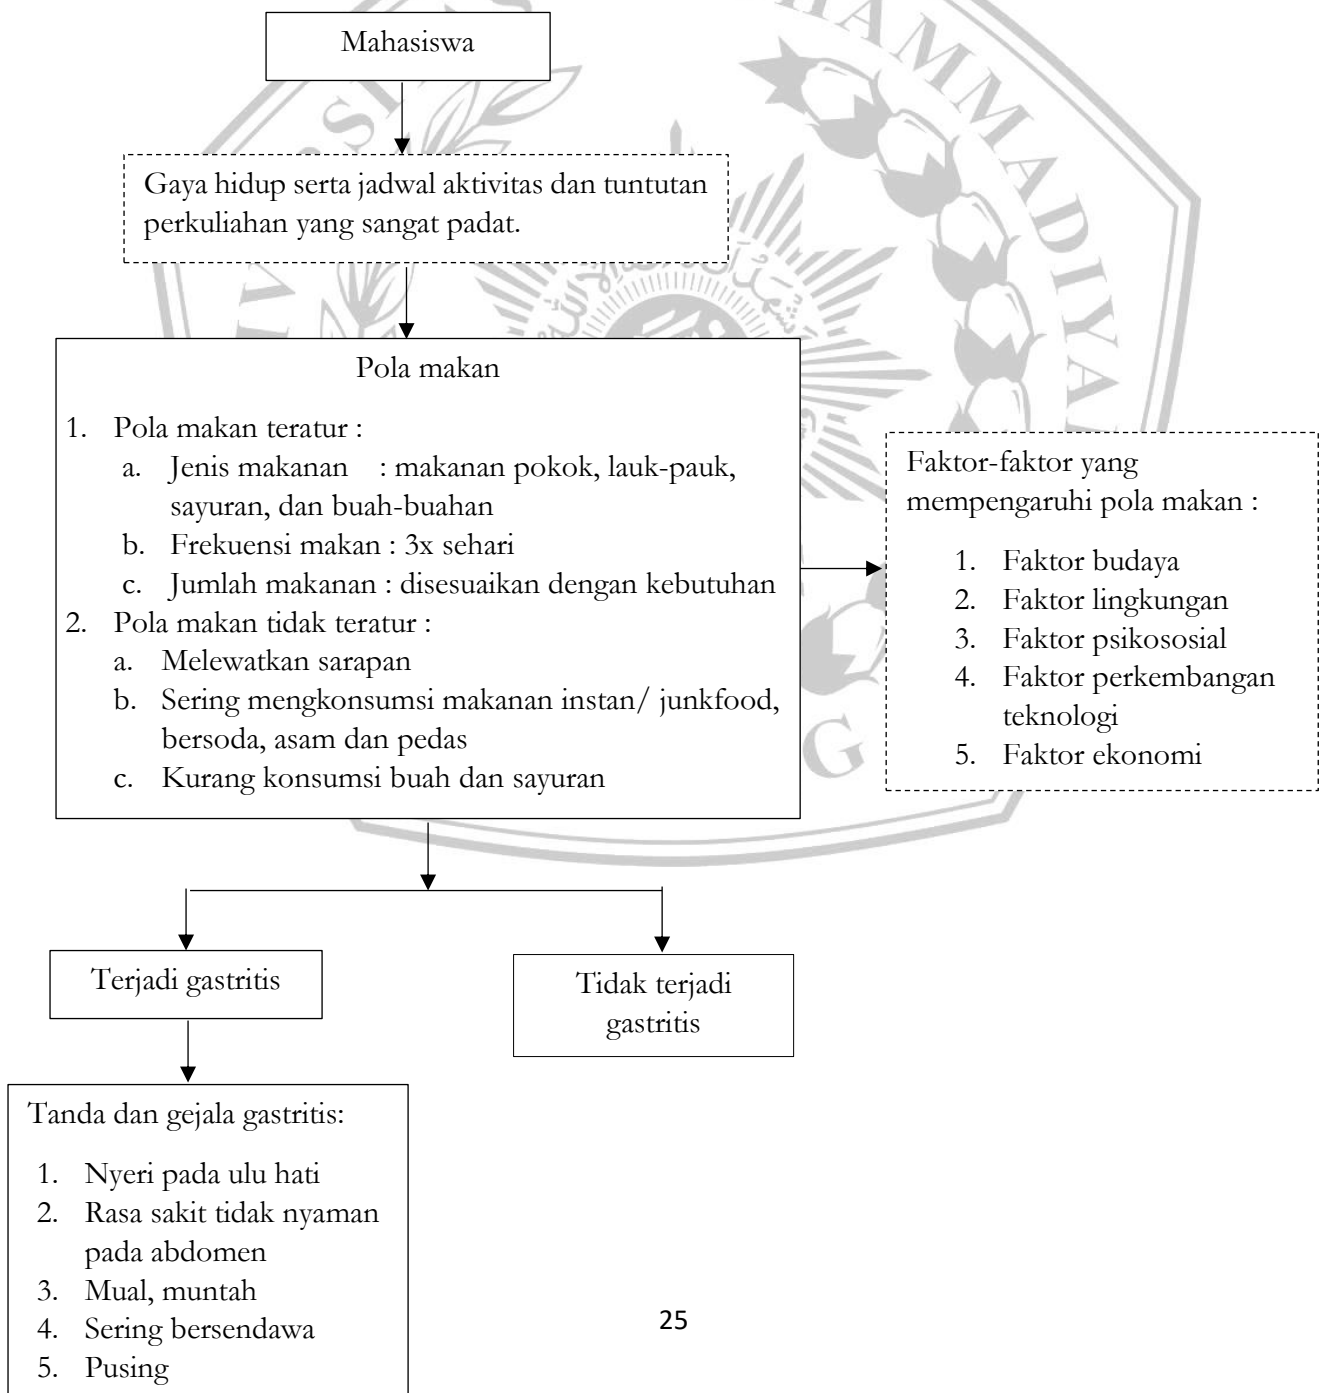 Mahasiswa
Gaya hidup serta jadwal aktivitas dan tuntutan
perkuliahan yang sangat padat.
Pola makan
1. Pola makan teratur :
a. Jenis makanan : makanan pokok, lauk-pauk,
sayuran, dan buah-buahan
b. Frekuensi makan : 3x sehari
c. Jumlah makanan : disesuaikan dengan kebutuhan
2. Pola makan tidak teratur :
a. Melewatkan sarapan
b. Sering mengkonsumsi makanan instan/ junkfood,
bersoda, asam dan pedas
c. Kurang konsumsi buah dan sayuran
Faktor-faktor yang
mempengaruhi pola makan :
1. Faktor budaya
2. Faktor lingkungan
3. Faktor psikososial
4. Faktor perkembangan
teknologi
5. Faktor ekonomi
Terjadi gastritis
Tidak terjadi
gastritis
Tanda dan gejala gastritis:
1. Nyeri pada ulu hati
2. Rasa sakit tidak nyaman
pada abdomen
3. Mual, muntah
4. Sering bersendawa
5. Pusing
25